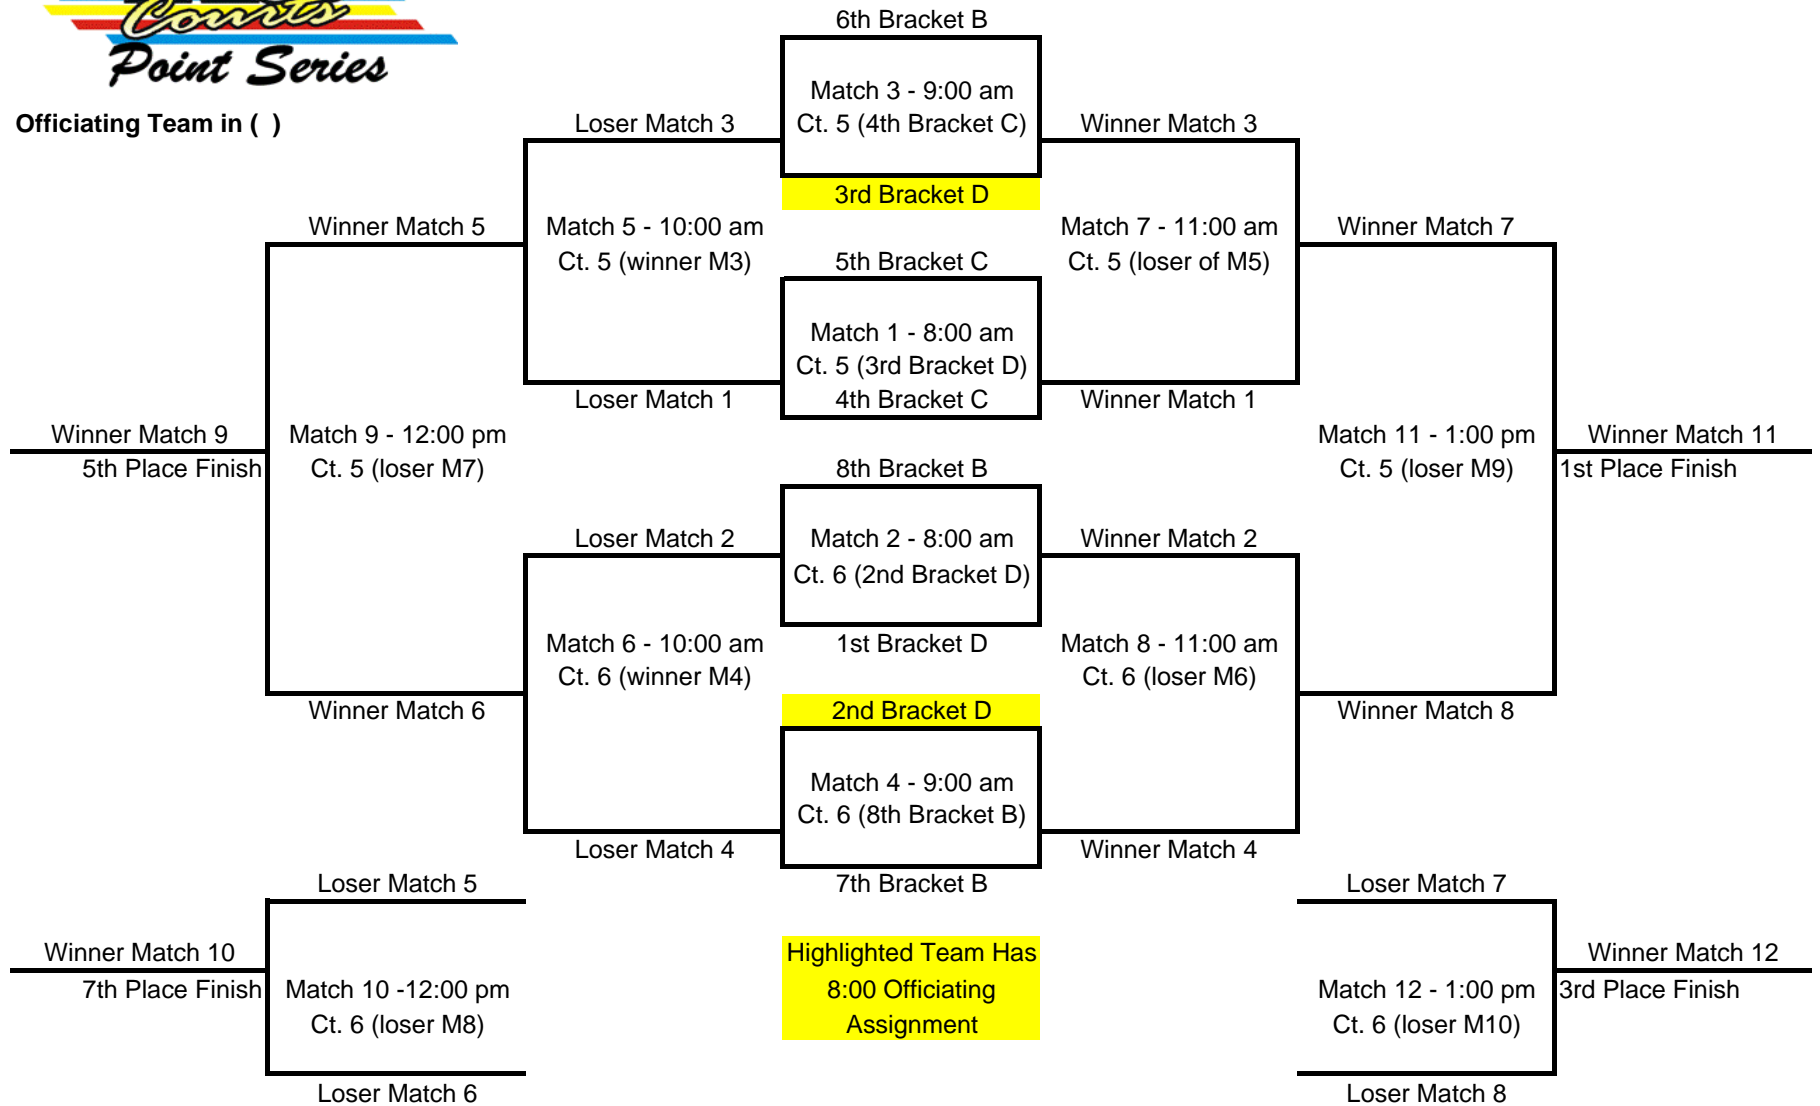 Courts
Point Series
Officiating Team in ( )
6th Bracket B
Match 3 - 9:00 am
Ct. 5 (4th Bracket C)
Loser Match 3
Winner Match 3
3rd Bracket D
Winner Match 5
Match 5 - 10:00 am
Ct. 5 (winner M3)
Match 7 - 11:00 am
Ct. 5 (loser of M5)
Winner Match 7
5th Bracket C
Match 1 - 8:00 am
Ct. 5 (3rd Bracket D)
4th Bracket C
Loser Match 1
Winner Match 1
Winner Match 9
5th Place Finish
Match 9 - 12:00 pm
Ct. 5 (loser M7)
Match 11 - 1:00 pm
Ct. 5 (loser M9)
Winner Match 11
1st Place Finish
8th Bracket B
Loser Match 2
Match 2 - 8:00 am
Ct. 6 (2nd Bracket D)
Winner Match 2
1st Bracket D
Match 6 - 10:00 am
Ct. 6 (winner M4)
Match 8 - 11:00 am
Ct. 6 (loser M6)
Winner Match 6
2nd Bracket D
Winner Match 8
Match 4 - 9:00 am
Ct. 6 (8th Bracket B)
Loser Match 4
Winner Match 4
7th Bracket B
Loser Match 5
Loser Match 7
Winner Match 10
7th Place Finish
Match 10 -12:00 pm
Ct. 6 (loser M8)
Highlighted Team Has
8:00 Officiating
Assignment
Match 12 - 1:00 pm
Ct. 6 (loser M10)
Winner Match 12
3rd Place Finish
Loser Match 6
Loser Match 8